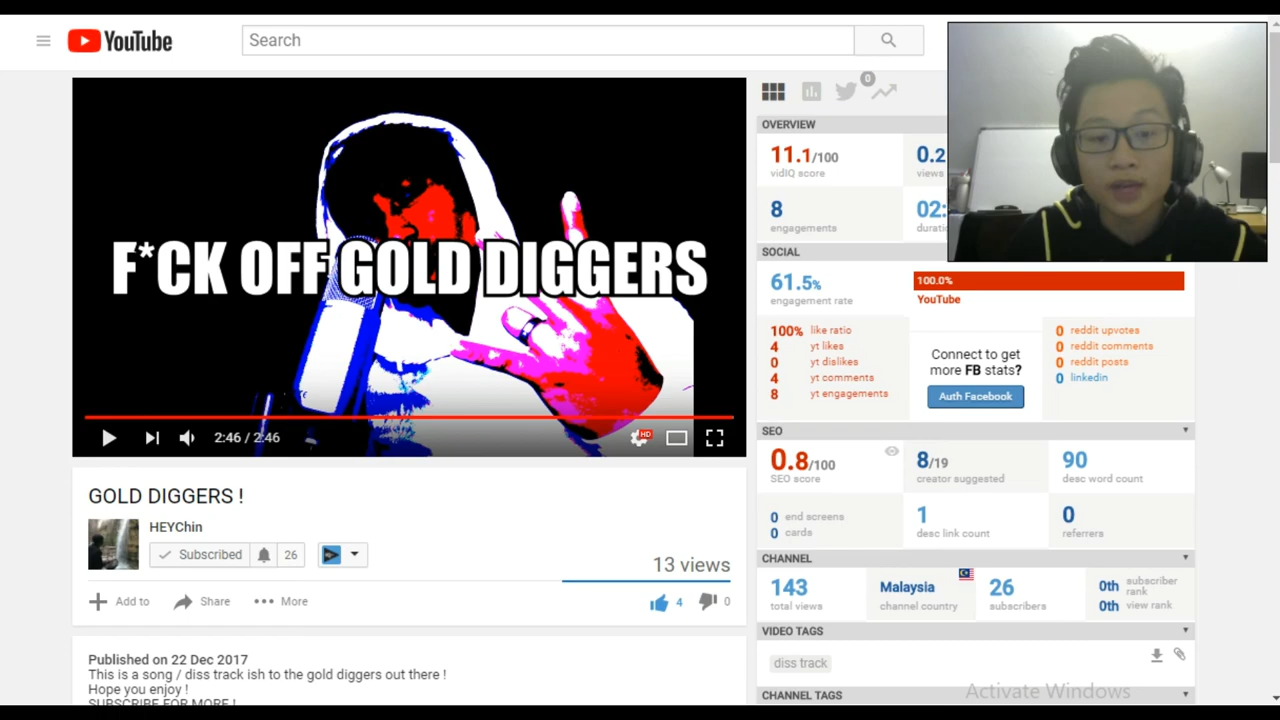 YouTube
Search
F*CK OFF GOLD DIGGERS
2:46 / 2:46
HD
GOLD DIGGERS !
HEYChin
Subscribed 26
13 views
Add to Share More
4 0
Published on 22 Dec 2017
This is a song / diss track ish to the gold diggers out there !
Hope you enjoy !
SUBSCRIBE FOR MORE !
0
OVERVIEW
11.1/100
vidIQ score
0.2
views
8
engagements
02:
SOCIAL
61.5%
engagement rate
100.0%
YouTube
100% like ratio
4 yt likes
0 yt dislikes
4 yt comments
8 yt engagements
Connect to get
more FB stats?
Auth Facebook
0 reddit upvotes
0 reddit comments
0 reddit posts
0 linkedin
SEO
0.8/100
SEO score
8/19
creator suggested
90
desc word count
0 end screens
0 cards
1
desc link count
0
referrers
CHANNEL
143
total views
Malaysia
channel country
26
subscribers
0th subscriber rank
0th view rank
VIDEO TAGS
diss track
CHANNEL TAGS
Activate Windows